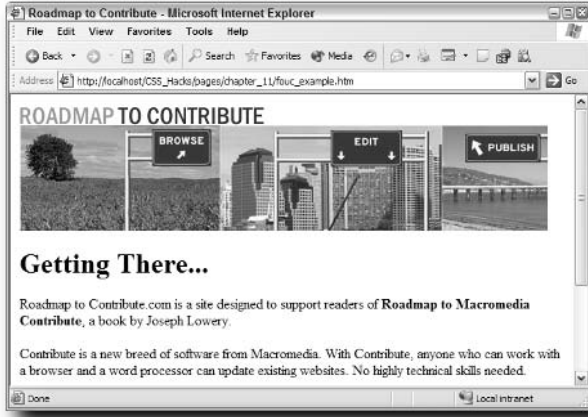 Roadmap to Contribute - Microsoft Internet Explorer
File Edit View Favorites Tools Help
Back Search Favorites Media
Address http://localhost/CSS_Hacks/pages/chapter_11/fouc_example.htm Go
ROADMAP TO CONTRIBUTE
BROWSE
EDIT
PUBLISH
Getting There...
Roadmap to Contribute.com is a site designed to support readers of Roadmap to Macromedia
Contribute, a book by Joseph Lowery.
Contribute is a new breed of software from Macromedia. With Contribute, anyone who can work with
a browser and a word processor can update existing websites. No highly technical skills needed.
Done Local intranet